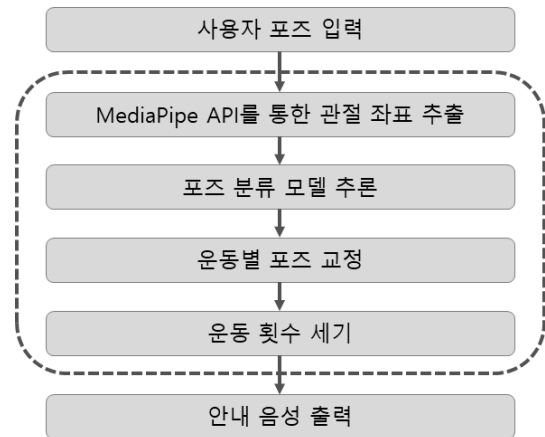 사용자 포즈 입력
MediaPipe API를 통한 관절 좌표 추출
포즈 분류 모델 추론
운동별 포즈 교정
운동 횟수 세기
안내 음성 출력